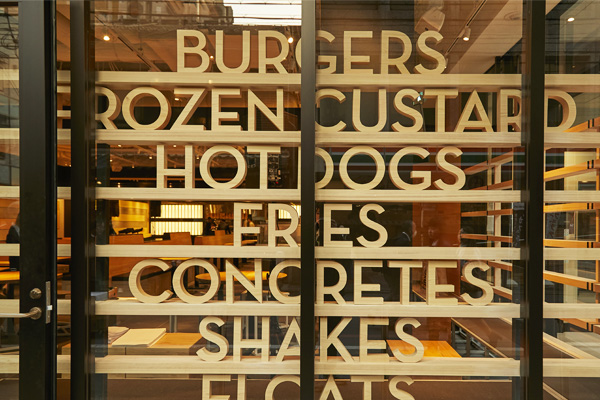 BURGERS
FROZEN CUSTARD
HOT DOGS
FRIES
CONCRETES
SHAKES
FLOATS